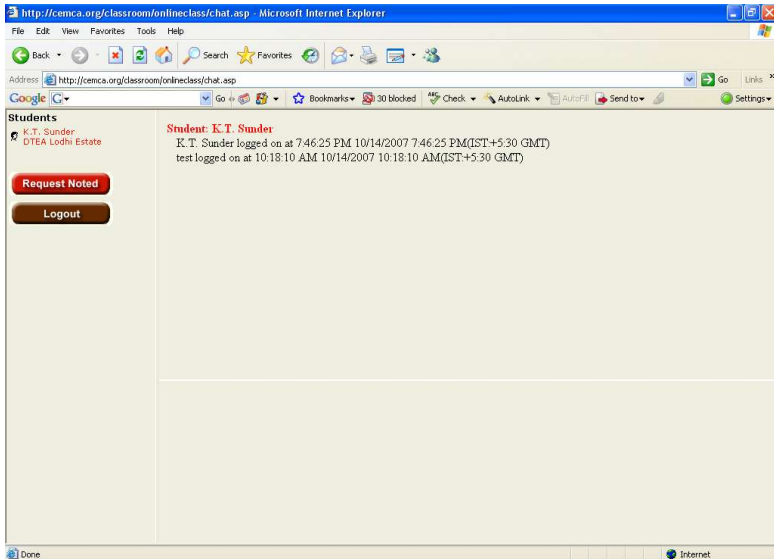 http://cemca.org/classroom/onlineclass/chat.asp - Microsoft Internet Explorer
File Edit View Favorites Tools Help
Back Search Favorites
Address http://cemca.org/classroom/onlineclass/chat.asp Go Links »
Google G Go Bookmarks 30 blocked ABC Check AutoLink AutoFill Send to Settings
Students
K.T. Sunder
DTEA Lodhi Estate
Request Noted
Logout
Student: K.T. Sunder
K.T. Sunder logged on at 7:46:25 PM 10/14/2007 7:46:25 PM(IST:+5:30 GMT)
test logged on at 10:18:10 AM 10/14/2007 10:18:10 AM(IST:+5:30 GMT)
Done Internet